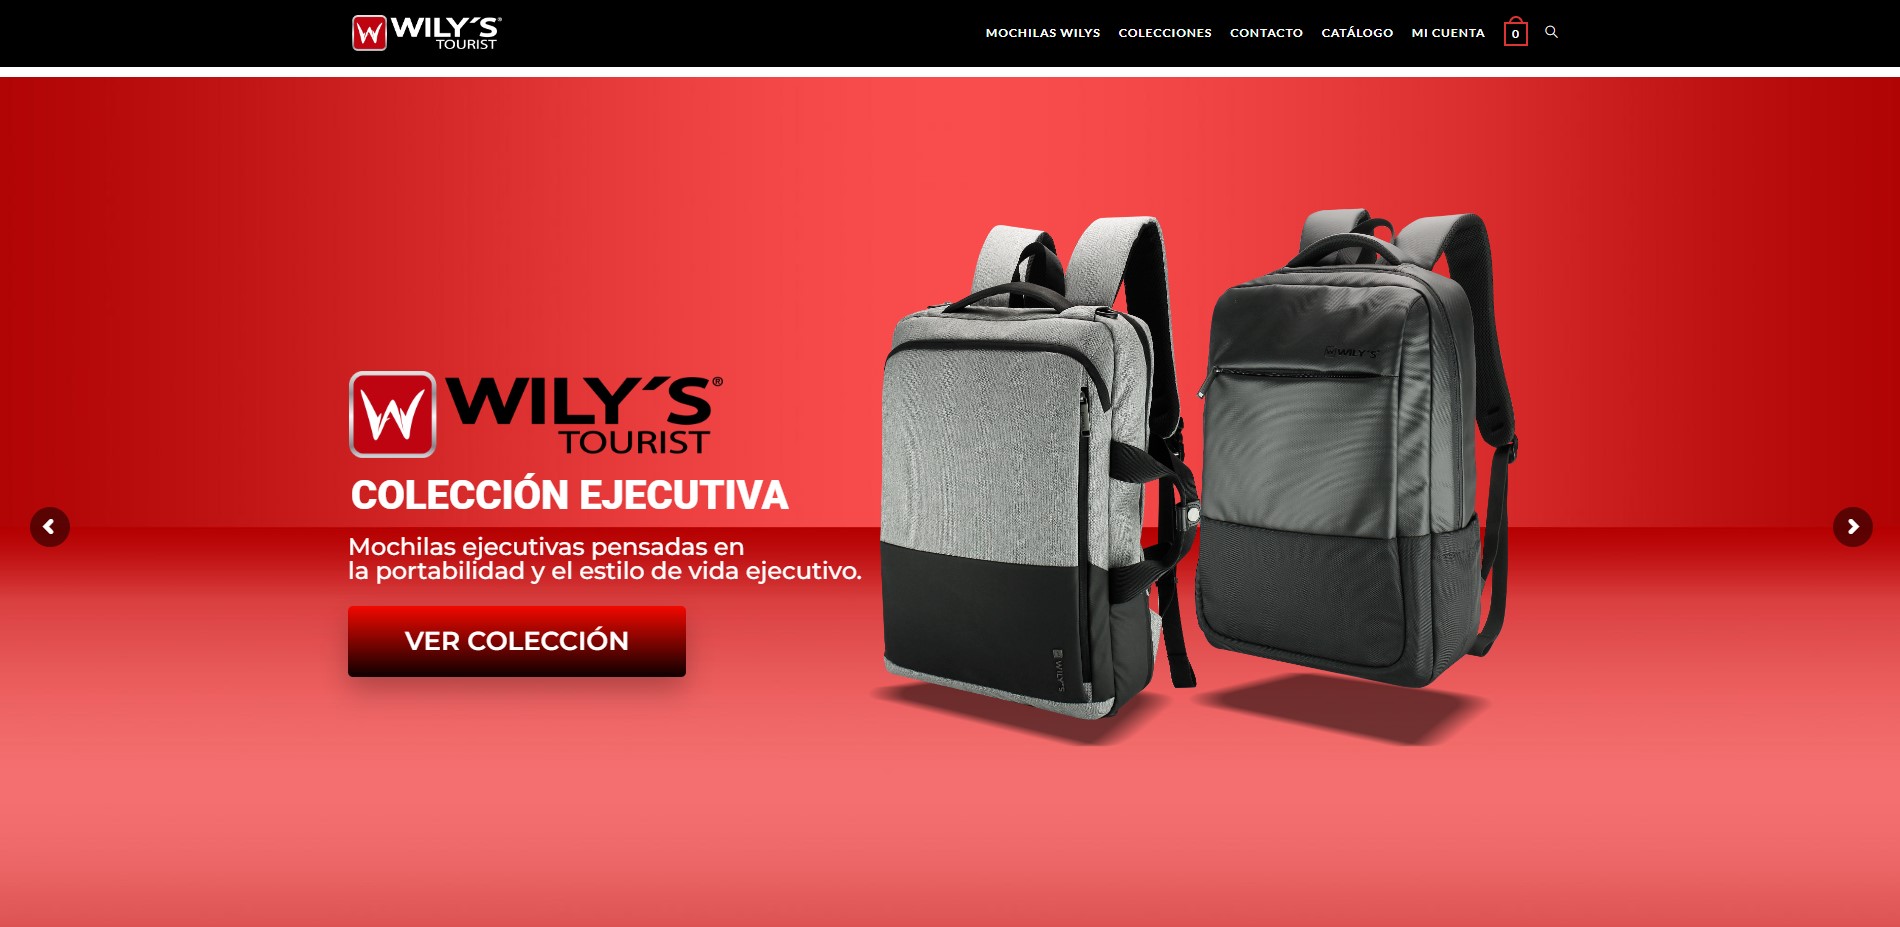 WILY´S®
TOURIST
MOCHILAS WILYS COLECCIONES CONTACTO CATÁLOGO MI CUENTA 0
WILY´S®
TOURIST
COLECCIÓN EJECUTIVA
Mochilas ejecutivas pensadas en
la portabilidad y el estilo de vida ejecutivo.
VER COLECCIÓN
WILY´S
WILY´S